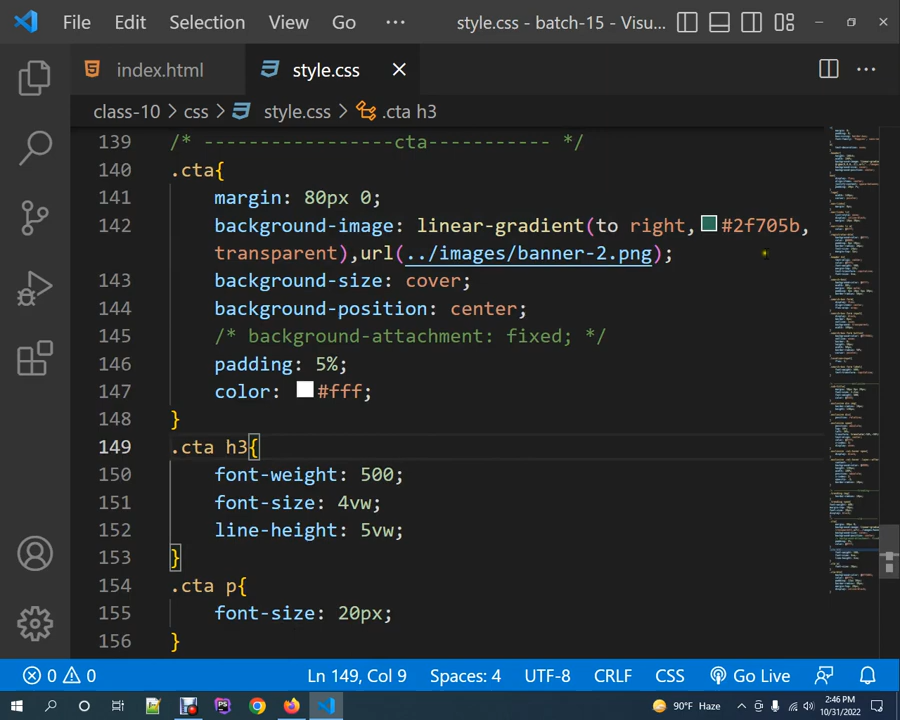 File Edit Selection View Go ··· style.css - batch-15 - Visu...
index.html style.css
class-10 > css > style.css > .cta h3
139 /* -----------------cta----------- */
140 .cta{
141 margin: 80px 0;
142 background-image: linear-gradient(to right,#2f705b,
transparent),url(../images/banner-2.png);
143 background-size: cover;
144 background-position: center;
145 /* background-attachment: fixed; */
146 padding: 5%;
147 color: #fff;
148 }
149 .cta h3{
150 font-weight: 500;
151 font-size: 4vw;
152 line-height: 5vw;
153 }
154 .cta p{
155 font-size: 20px;
156 }
0 0 Ln 149, Col 9 Spaces: 4 UTF-8 CRLF CSS Go Live
90°F Haze 2:46 PM
10/31/2022